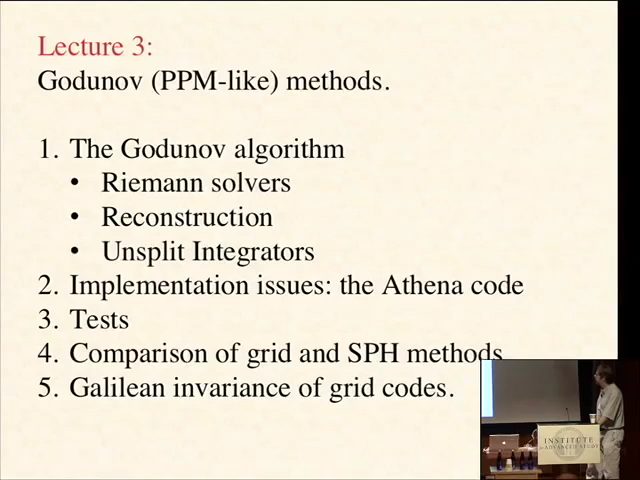 Lecture 3:
Godunov (PPM-like) methods.
1. The Godunov algorithm
• Riemann solvers
• Reconstruction
• Unsplit Integrators
2. Implementation issues: the Athena code
3. Tests
4. Comparison of grid and SPH methods
5. Galilean invariance of grid codes.
INSTITUTE
for ADVANCED STUDY